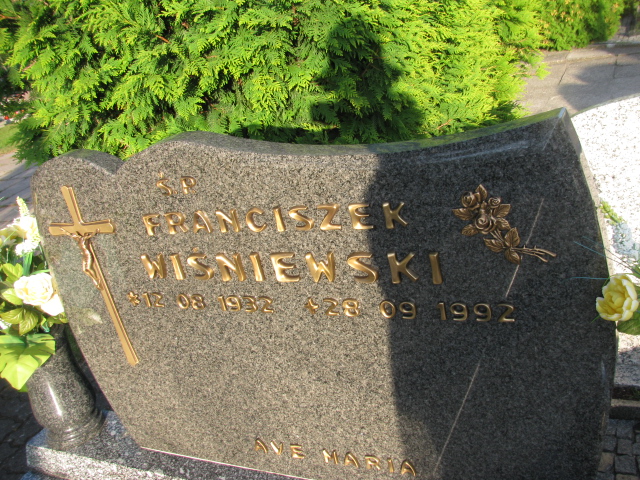 ŚP
FRANCISZEK
WIŚNIEWSKI
*12 08 1932 +28 09 1992
AVE MARIA